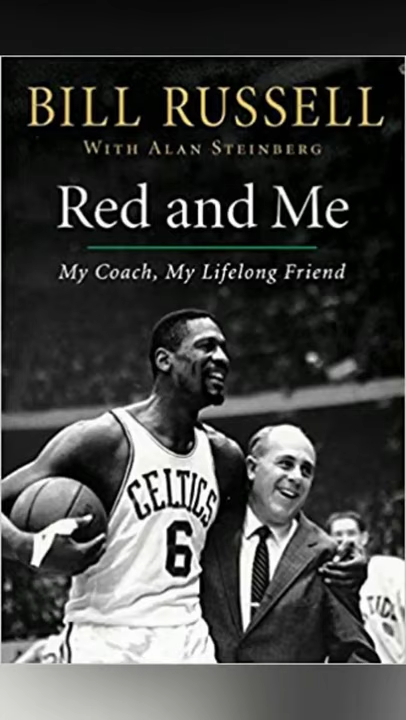 BILL RUSSELL
WITH ALAN STEINBERG
Red and Me
My Coach, My Lifelong Friend
CELTICS
6